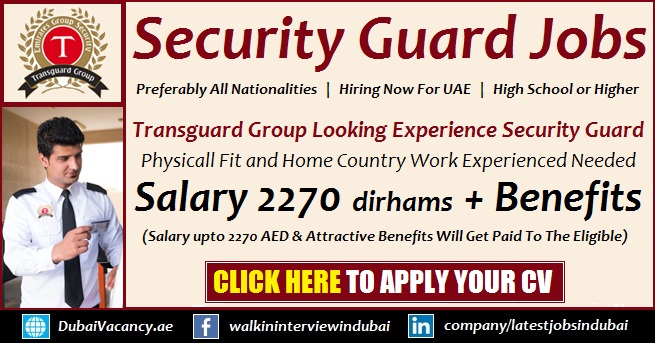 Emirates Group Security
T
Transguard Group
Security Guard Jobs
Preferably All Nationalities | Hiring Now For UAE | High School or Higher
Transguard Group Looking Experience Security Guard
Physicall Fit and Home Country Work Experienced Needed
Salary 2270 dirhams + Benefits
(Salary upto 2270 AED & Attractive Benefits Will Get Paid To The Eligible)
CLICK HERE TO APPLY YOUR CV
DubaiVacancy.ae
f walkininterviewindubai
in company/latestjobsindubai